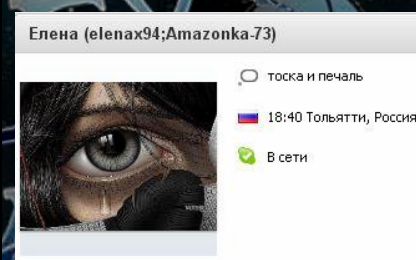 Елена (elenax94;Amazonka-73)
тоска и печаль
18:40 Тольятти, Россия
В сети